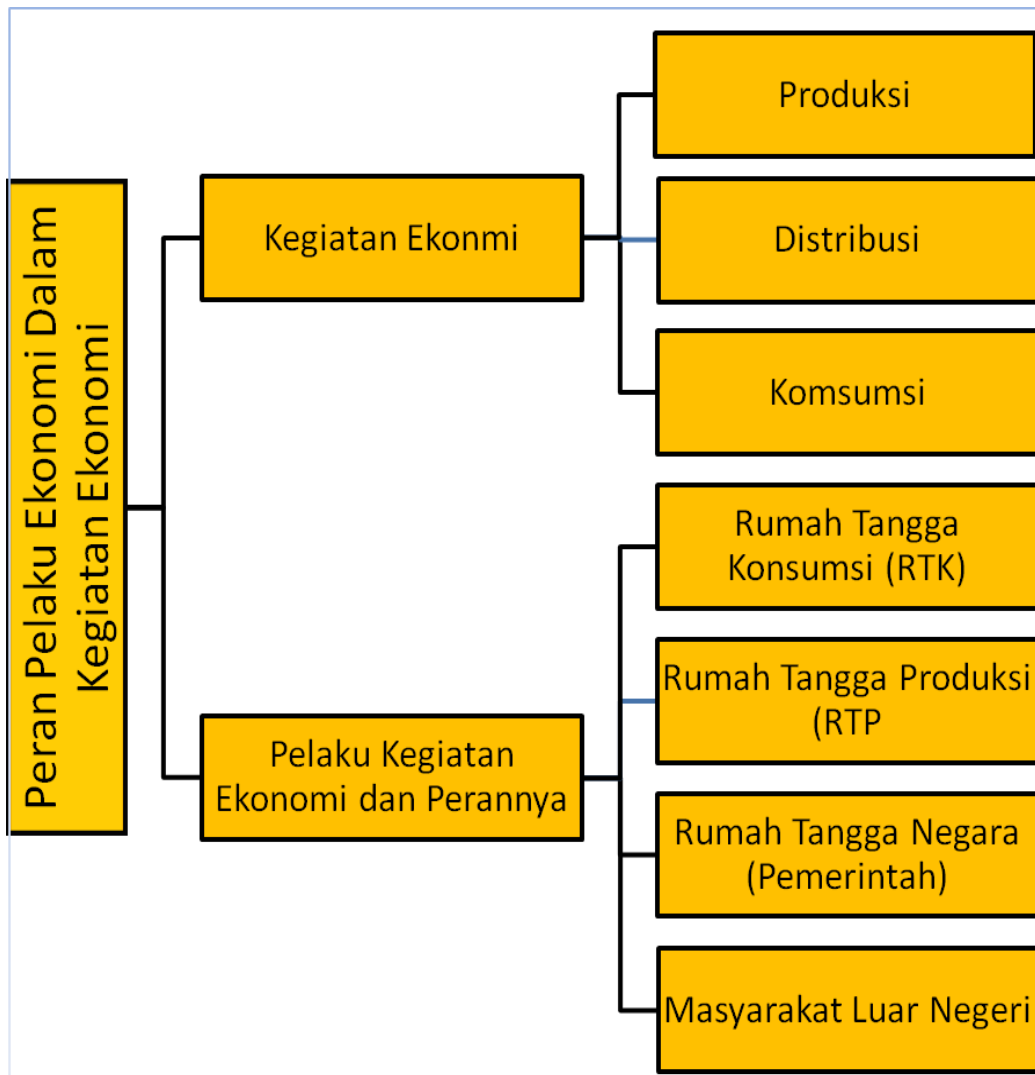 Peran Pelaku Ekonomi Dalam
Kegiatan Ekonomi
Kegiatan Ekonmi
Produksi
Distribusi
Komsumsi
Pelaku Kegiatan
Ekonomi dan Perannya
Rumah Tangga
Konsumsi (RTK)
Rumah Tangga Produksi
(RTP
Rumah Tangga Negara
(Pemerintah)
Masyarakat Luar Negeri